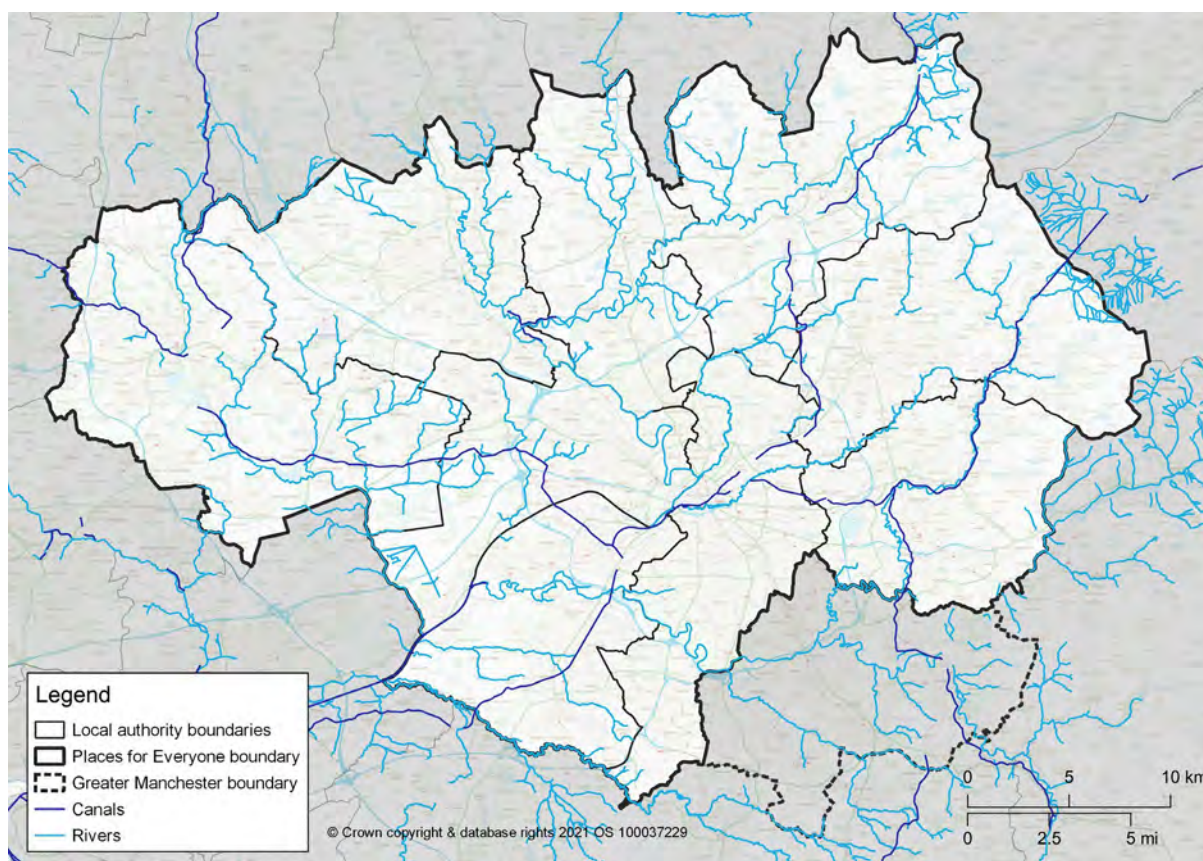 Legend
Local authority boundaries
Places for Everyone boundary
Greater Manchester boundary
Canals
Rivers
© Crown copyright & database rights 2021 OS 100037229
0 5 10 km
0 2.5 5 mi